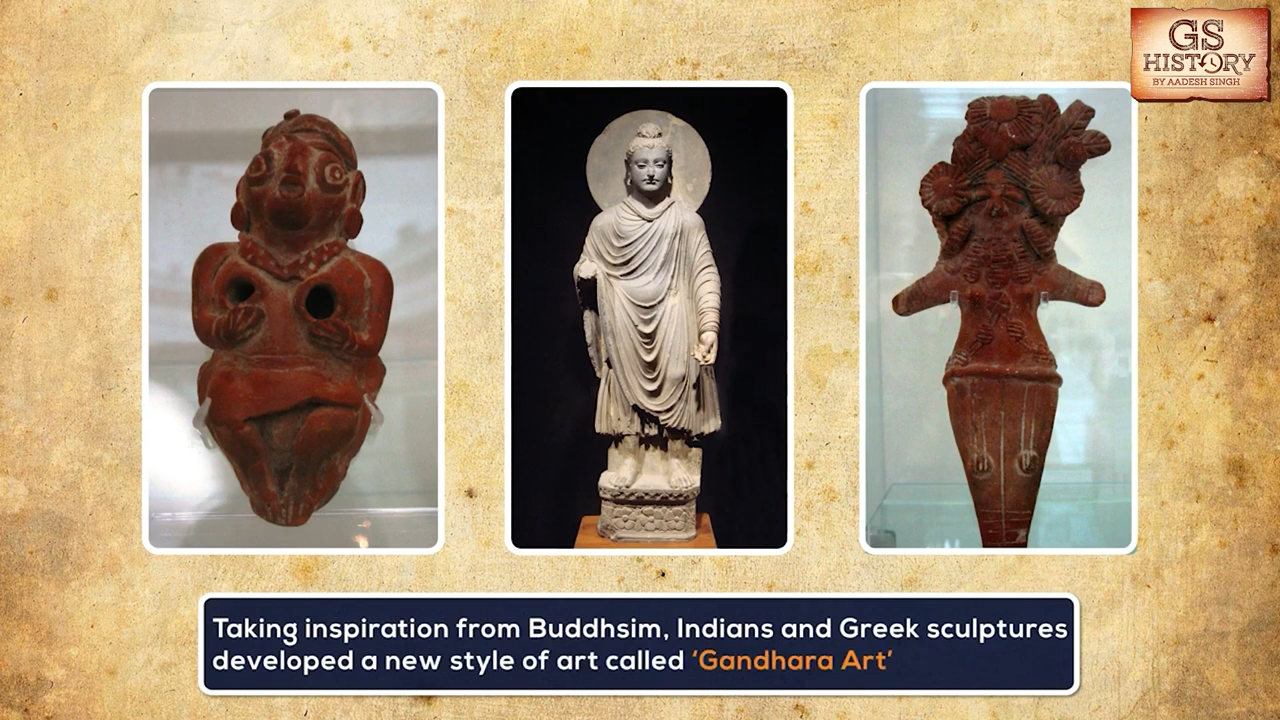 GS
HISTORY
BY AADESH SINGH
Taking inspiration from Buddhsim, Indians and Greek sculptures
developed a new style of art called ‘Gandhara Art’